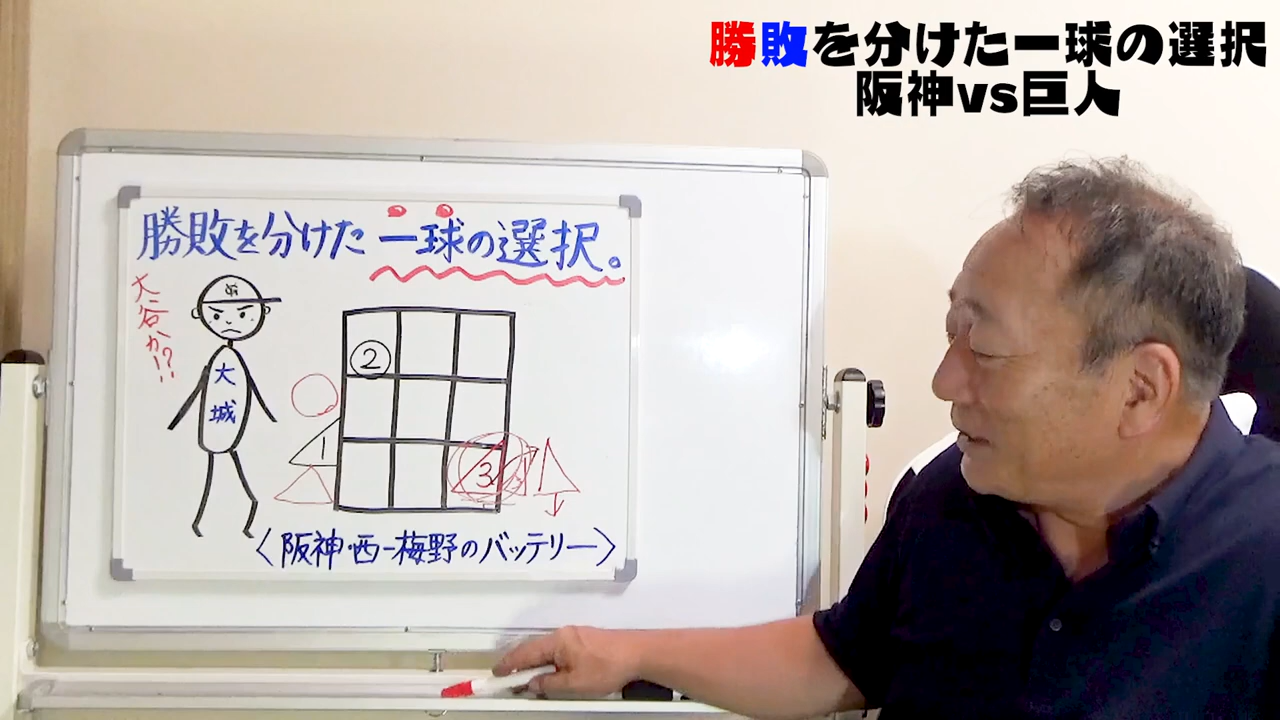 勝敗を分けた一球の選択
阪神vs巨人
勝敗を分けた一球の選択。
大谷か!?
大
城
2
1
3
〈阪神・西-梅野のバッテリー〉